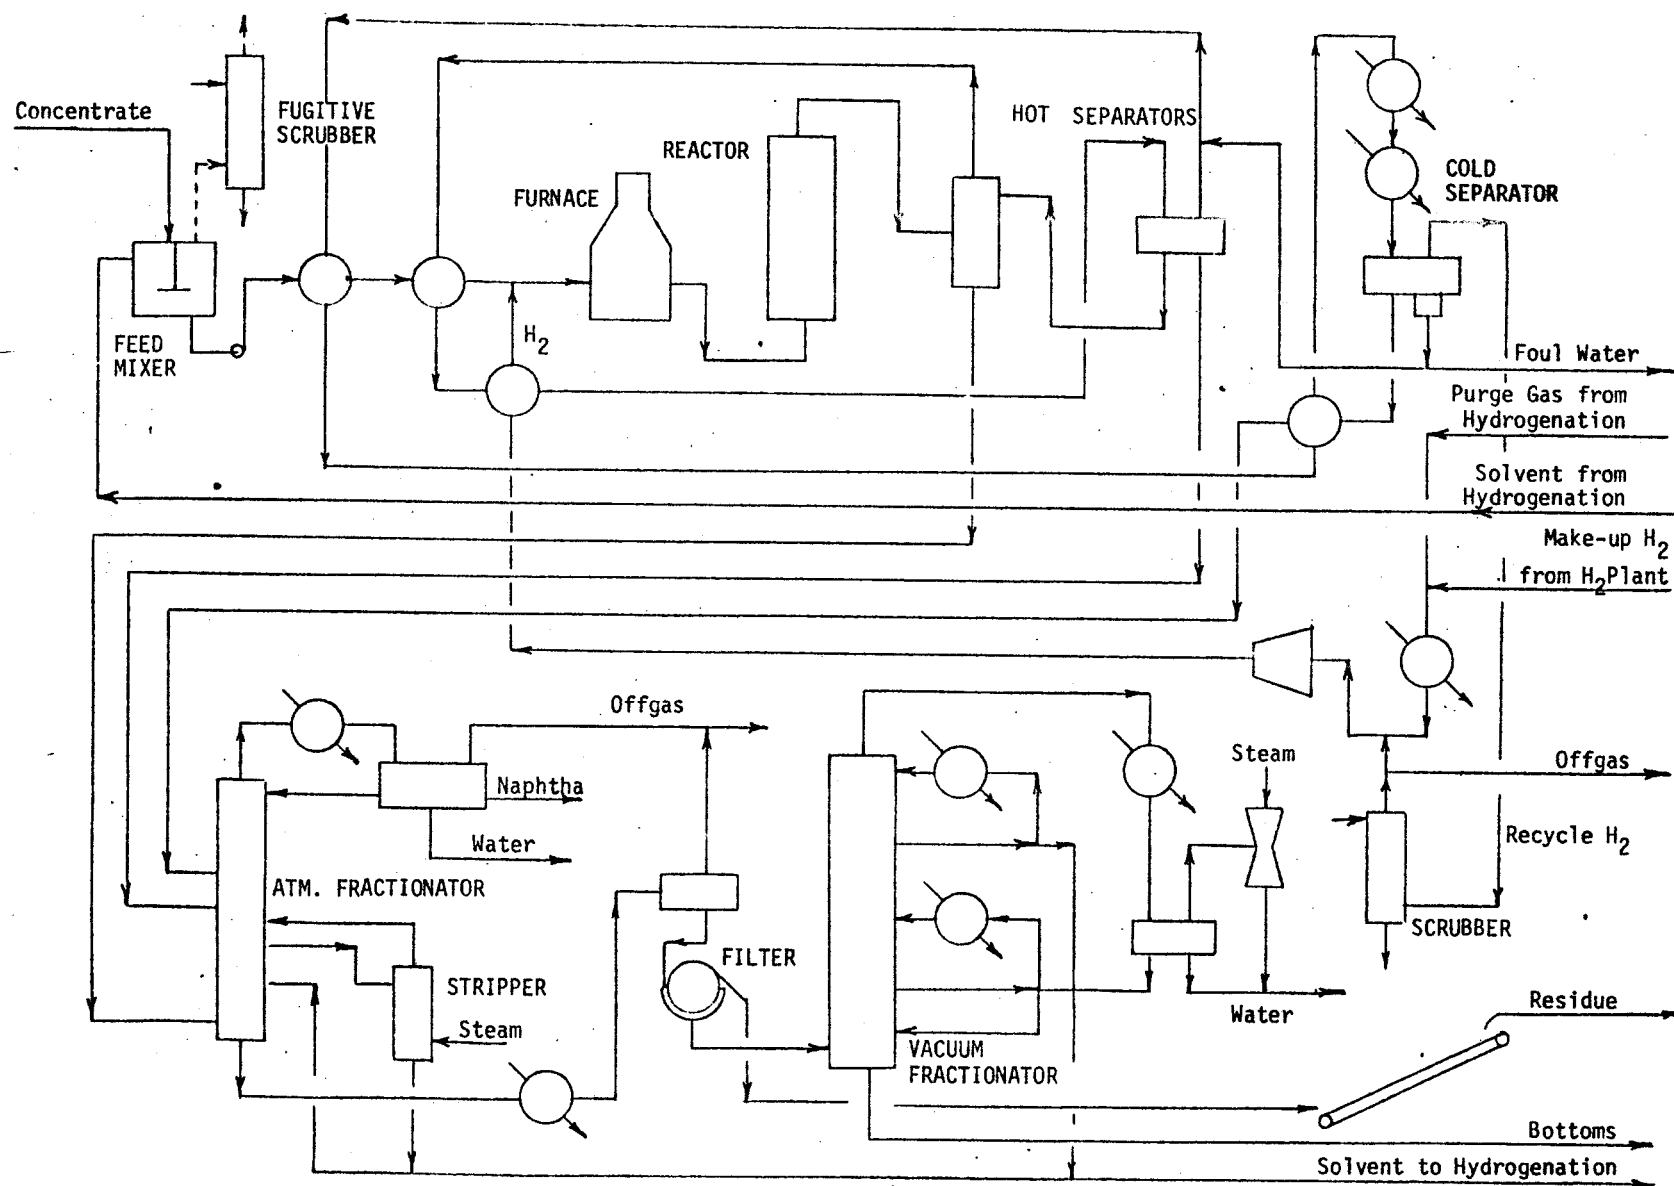 Concentrate
FUGITIVE
SCRUBBER
HOT SEPARATORS
REACTOR
FURNACE
COLD
SEPARATOR
FEED
MIXER
H2
Foul Water
Purge Gas from
Hydrogenation
Solvent from
Hydrogenation
Make-up H2
from H2Plant
Offgas
Steam
Naphtha
Water
Offgas
Recycle H2
ATM. FRACTIONATOR
SCRUBBER
FILTER
STRIPPER
Steam
Water
Residue
VACUUM
FRACTIONATOR
Bottoms
Solvent to Hydrogenation